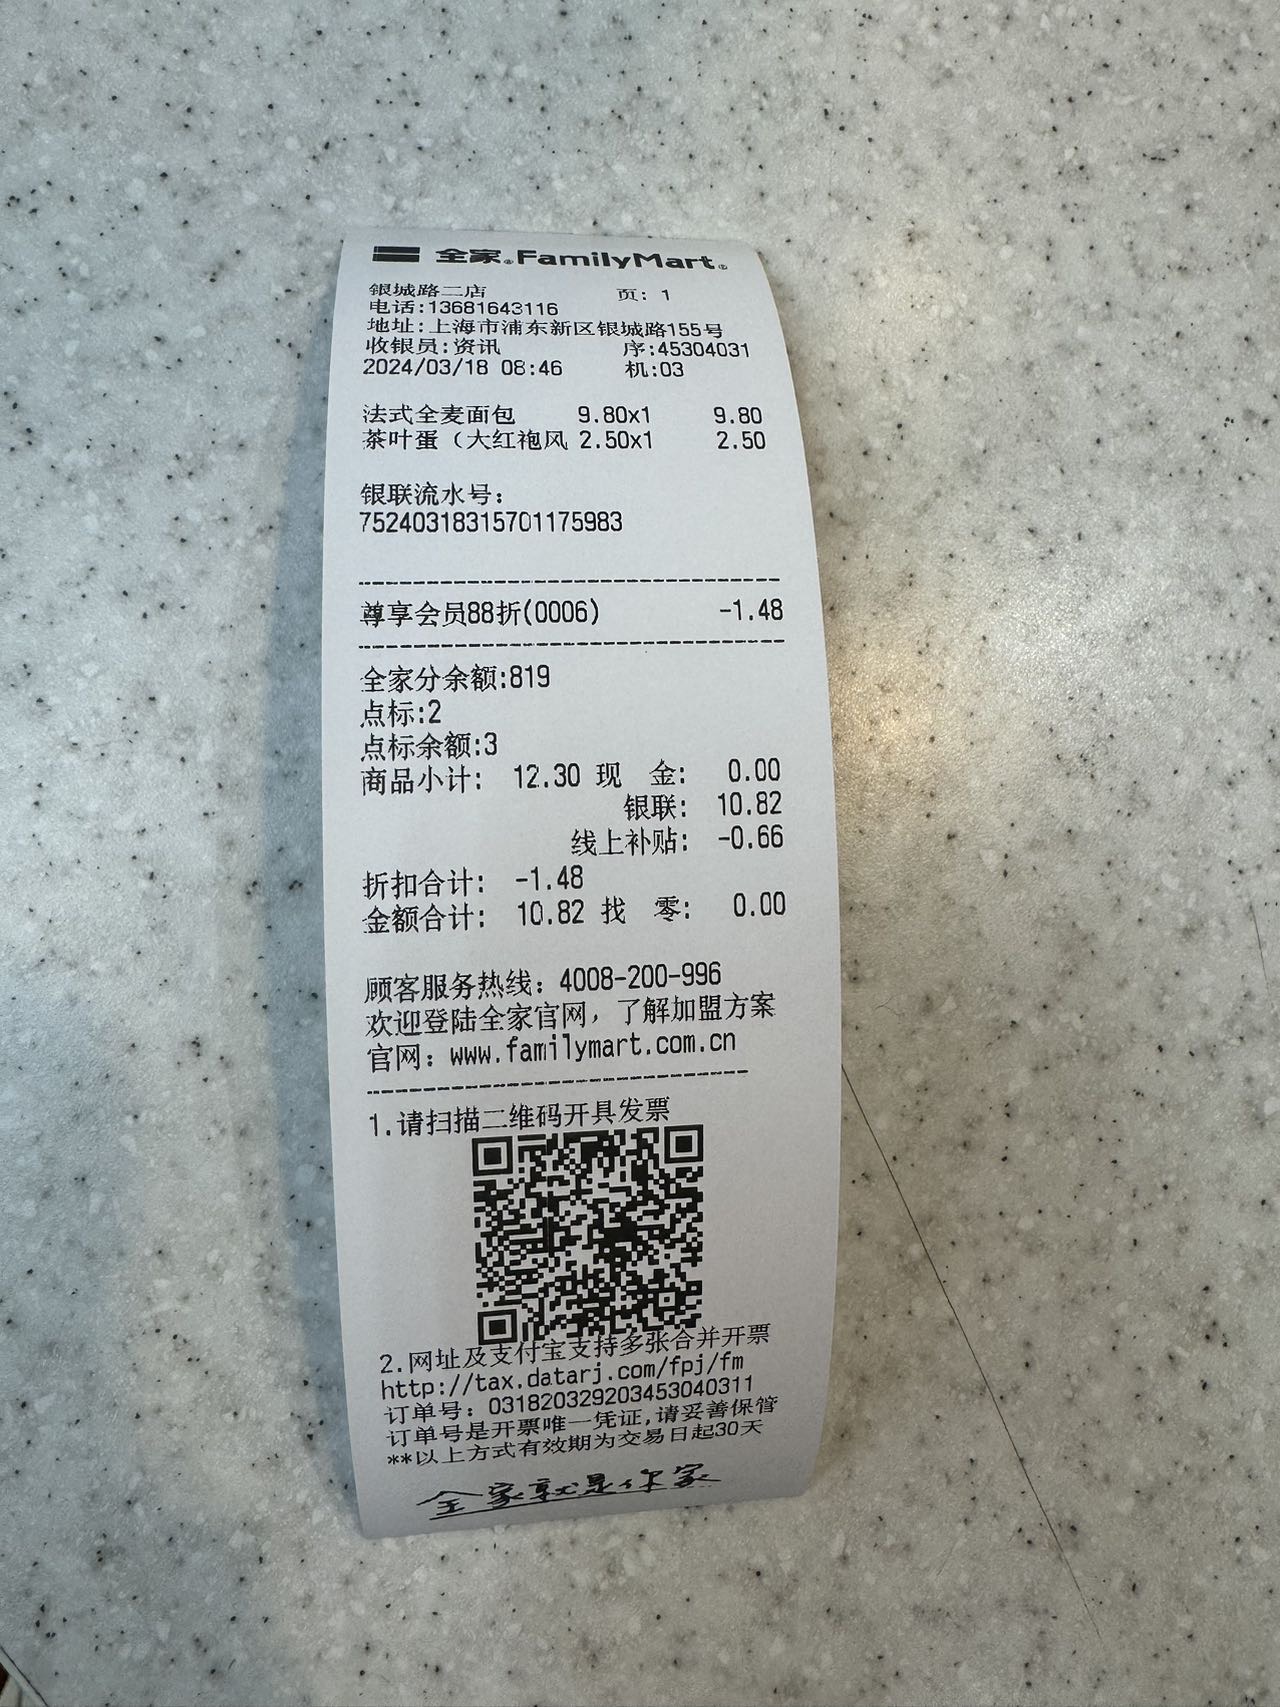 全家FamilyMart
银城路二店 页: 1
电话:13681643116
地址:上海市浦东新区银城路155号
收银员:资讯 序:45304031
2024/03/18 08:46 机:03
法式全麦面包 9.80x1 9.80
茶叶蛋（大红袍风 2.50x1 2.50
银联流水号:
75240318315701175983
尊享会员88折(0006) -1.48
全家分余额:819
点标:2
点标余额:3
商品小计: 12.30 现 金: 0.00
银联: 10.82
线上补贴: -0.66
折扣合计: -1.48
金额合计: 10.82 找 零: 0.00
顾客服务热线: 4008-200-996
欢迎登陆全家官网，了解加盟方案
官网: www.familymart.com.cn
1.请扫描二维码开具发票
2.网址及支付宝支持多张合并开票
http://tax.datarj.com/fpj/fm
订单号: 0318203292034530403​11
订单号是开票唯一凭证,请妥善保管
**以上方式有效期为交易日起30天
全家就是你家